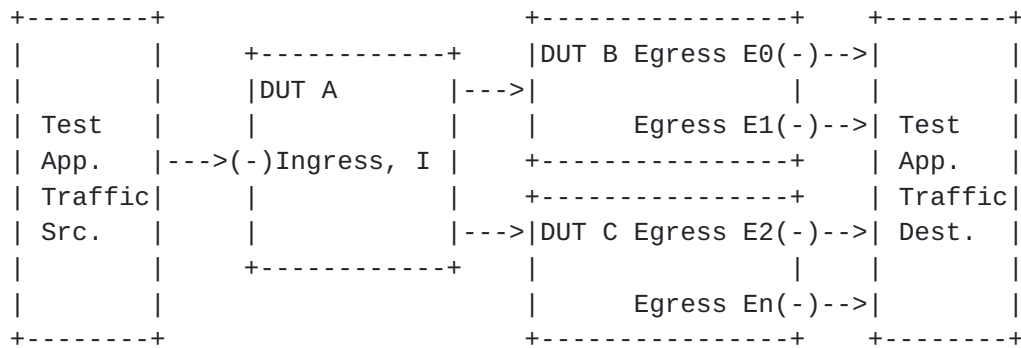 +--------+                         +----------------+   +--------+
|        |     +------------+     |DUT B Egress E0(-)-->|        |
|        |     |DUT A       |--->|                |   |        |
| Test   |     |            |    |      Egress E1(-)-->| Test   |
| App.   |--->(-)Ingress, I |    +----------------+    | App.   |
| Traffic|     |            |    +----------------+    | Traffic|
| Src.   |     |            |--->|DUT C Egress E2(-)-->| Dest.  |
|        |     +------------+    |                |   |        |
|        |                       |      Egress En(-)-->|        |
+--------+                         +----------------+   +--------+